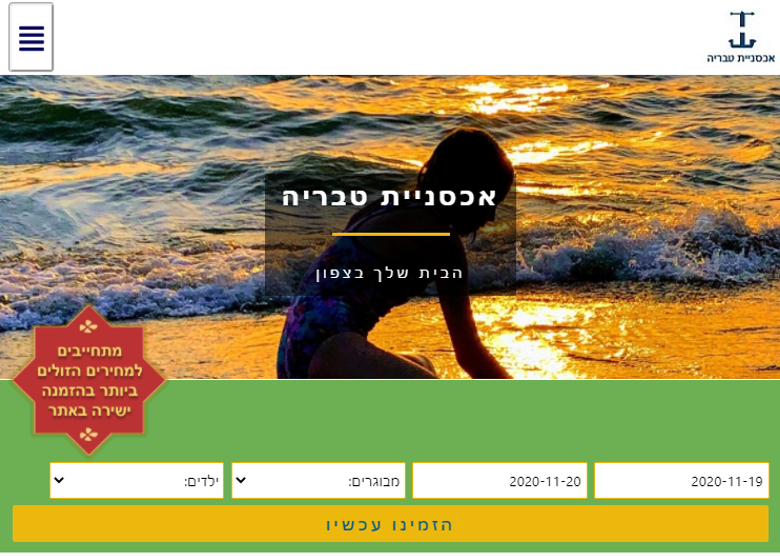 אכסניית טבריה
אכסניית טבריה
הבית שלך בצפון
מתחייבים
למחירים הזולים
ביותר בהזמנה
ישירה באתר
2020-11-19
2020-11-20
מבוגרים:
ילדים:
הזמינו עכשיו